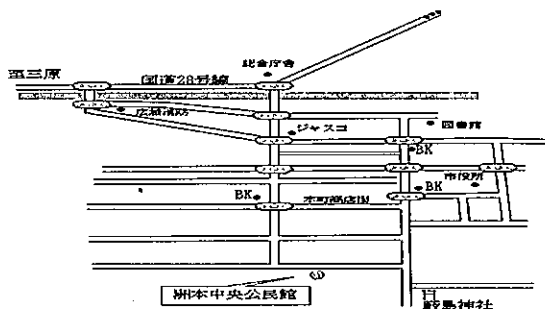 総合庁舎
至三原
国道28号線
広域消防
ジャスコ
図書館
BK
市役所
BK
BK
本町商店街
洲本中央公民館
厳島神社